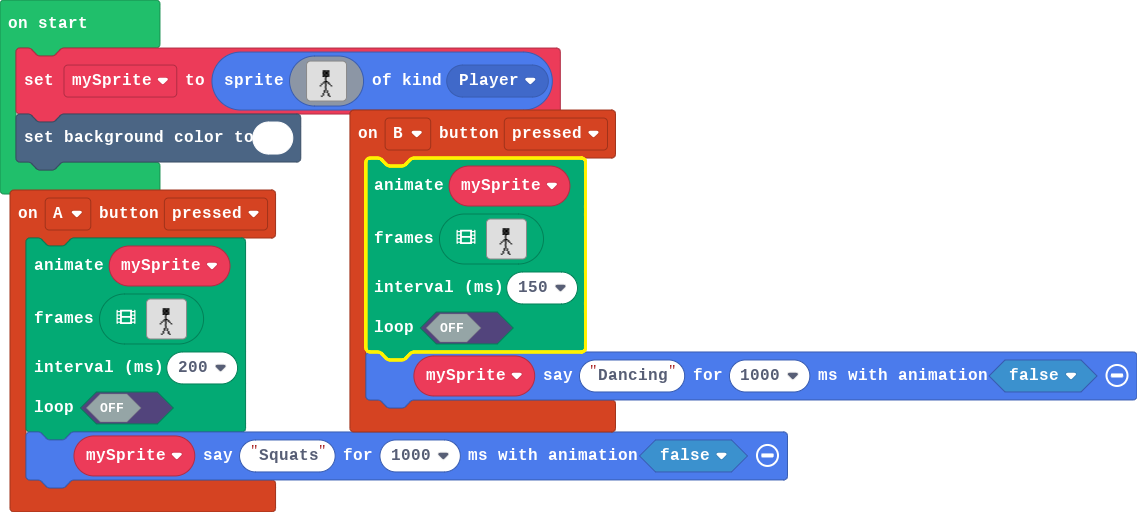 on start
set mySprite to sprite of kind Player
set background color to
on A button pressed
animate mySprite
frames
interval (ms) 200
loop OFF
mySprite say "Squats" for 1000 ms with animation false
on B button pressed
animate mySprite
frames
interval (ms) 150
loop OFF
mySprite say "Dancing" for 1000 ms with animation false